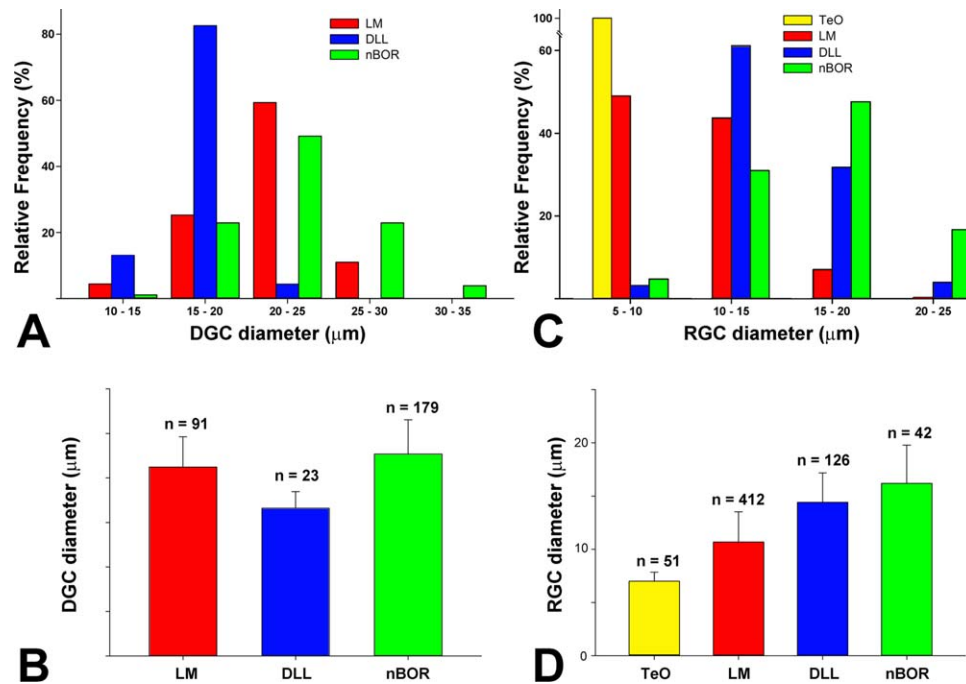 LM
DLL
nBOR
80
60
40
20
Relative Frequency (%)
10 - 15
15 - 20
20 - 25
25 - 30
30 - 35
DGC diameter (μm)
A
TeO
LM
DLL
nBOR
100
60
40
20
Relative Frequency (%)
5 - 10
10 - 15
15 - 20
20 - 25
RGC diameter (μm)
C
n = 91
n = 23
n = 179
DGC diameter (μm)
LM
DLL
nBOR
B
20
10
0
n = 51
n = 412
n = 126
n = 42
RGC diameter (μm)
TeO
LM
DLL
nBOR
D